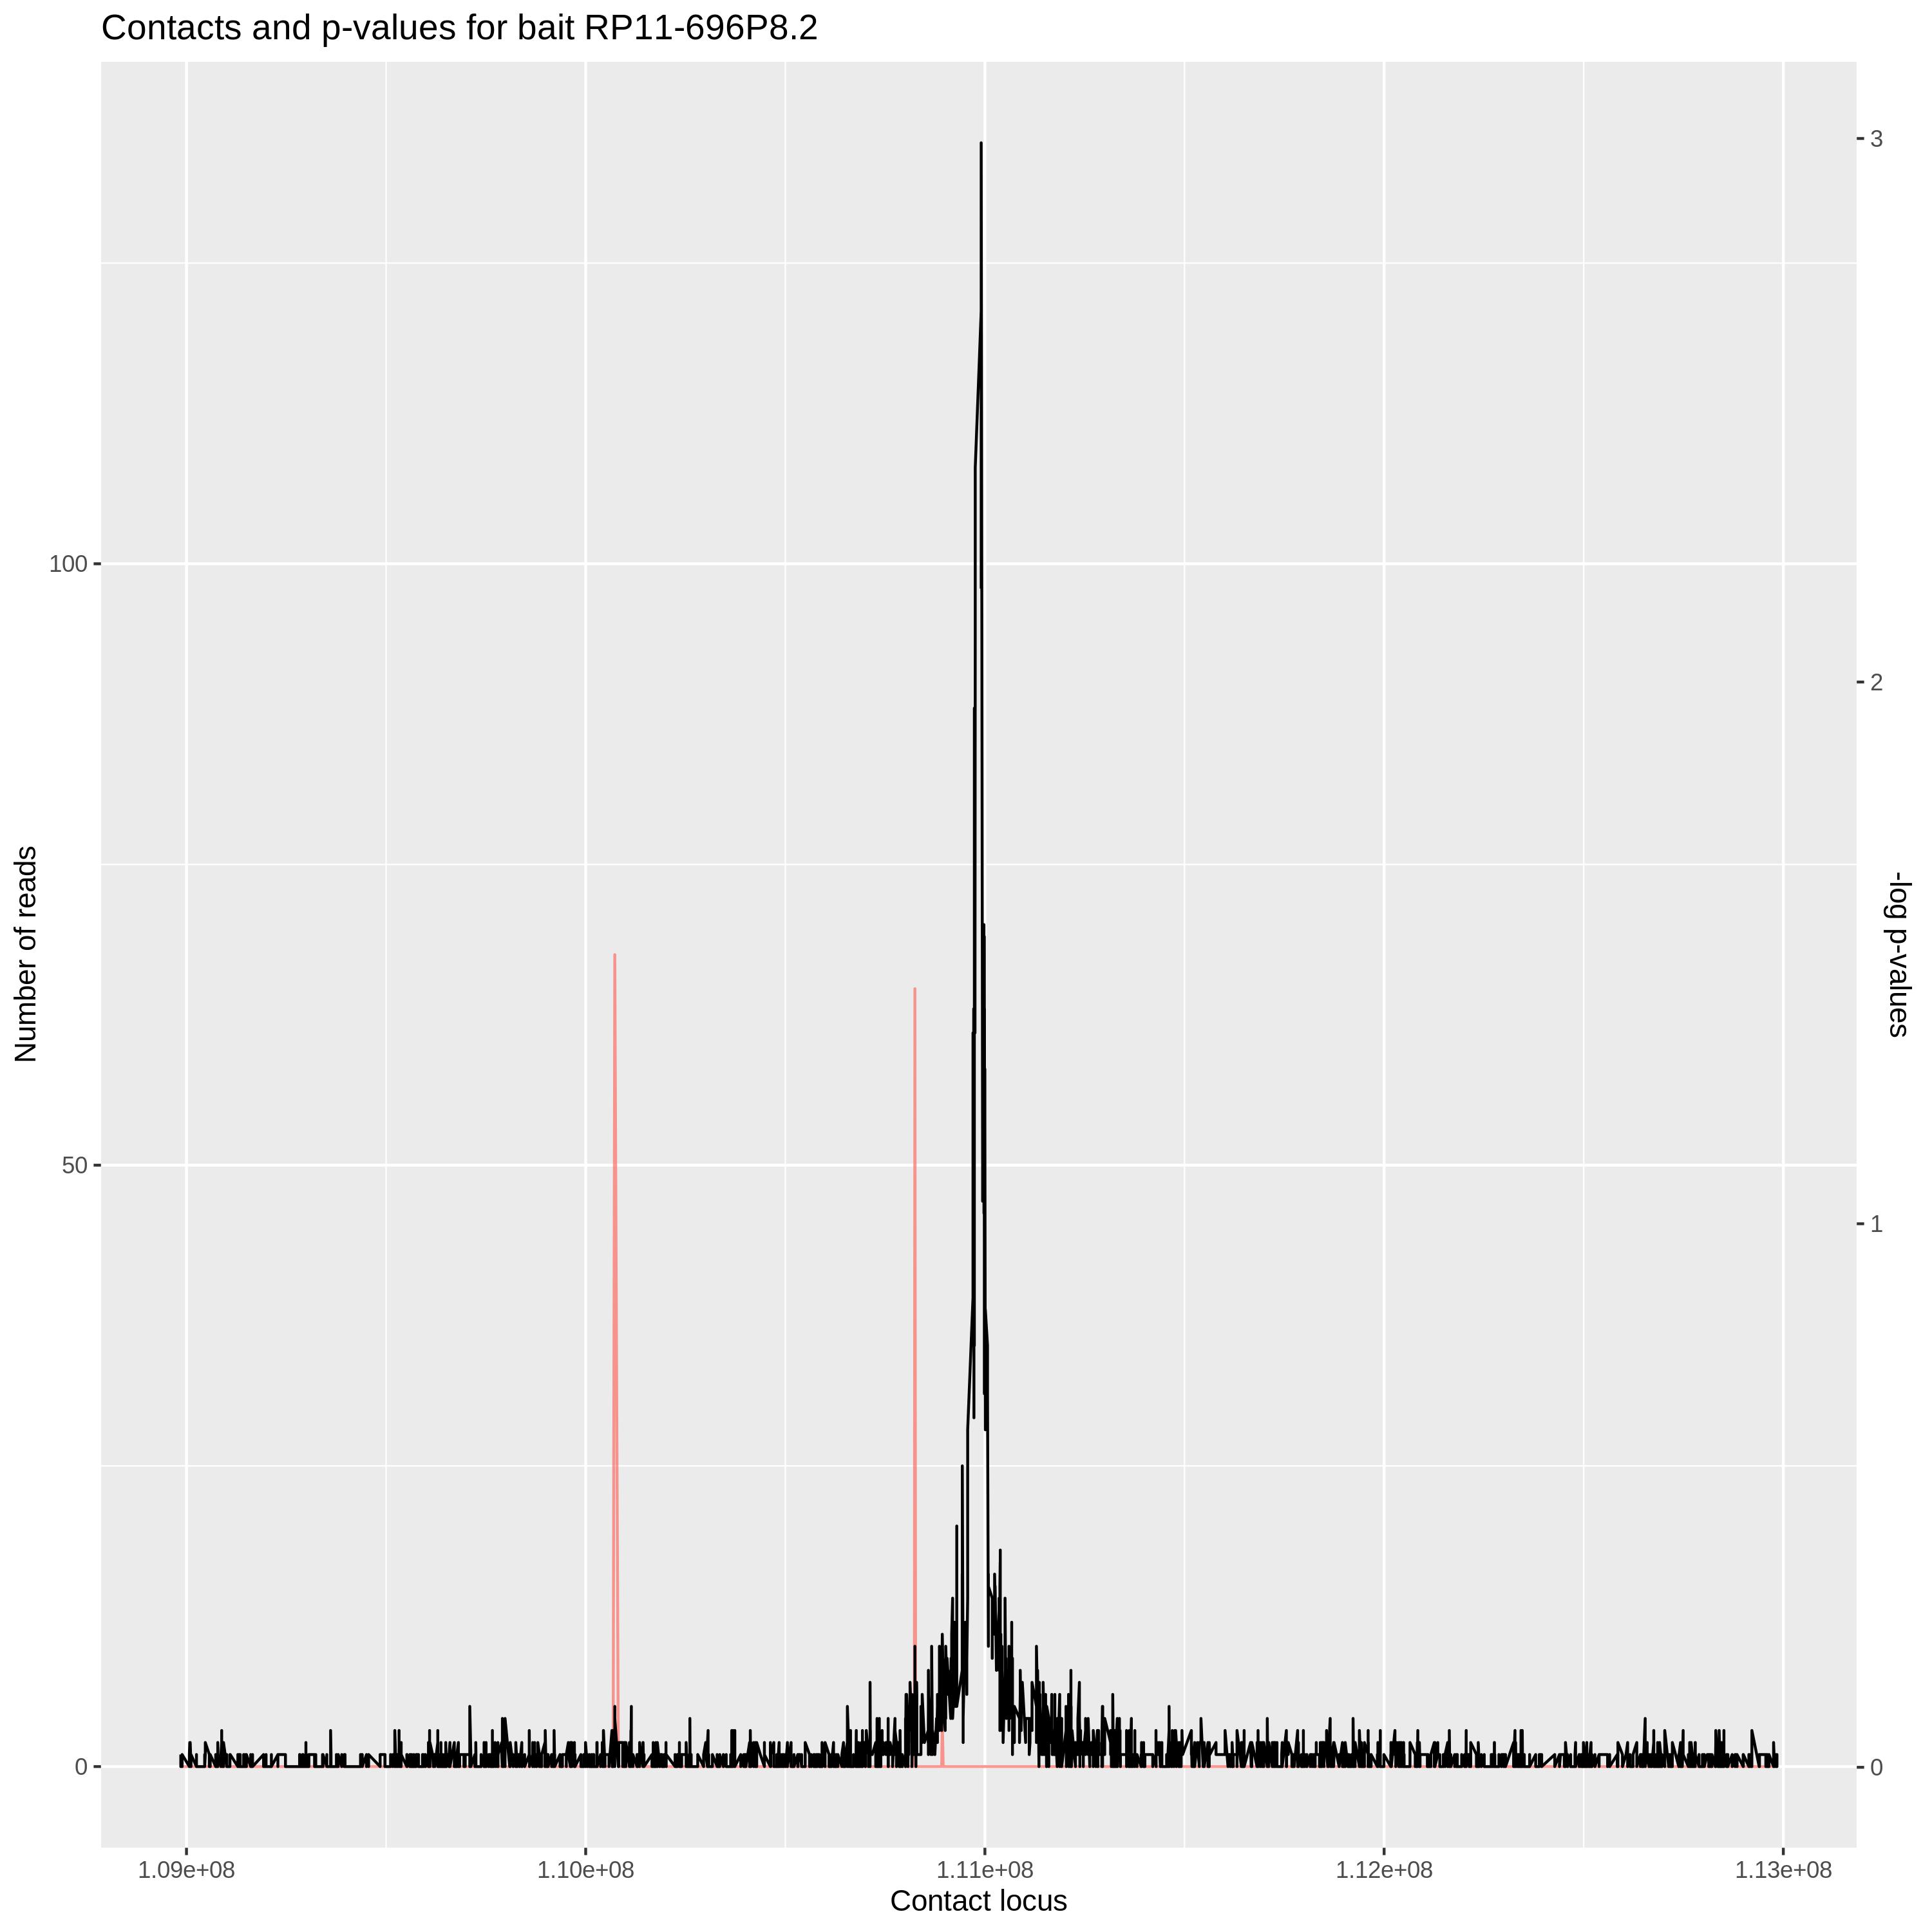 Contacts and p-values for bait RP11-696P8.2
3
100
2
Number of reads
-log p-values
50
1
0
0
1.09e+08 1.10e+08 1.11e+08 1.12e+08 1.13e+08
Contact locus